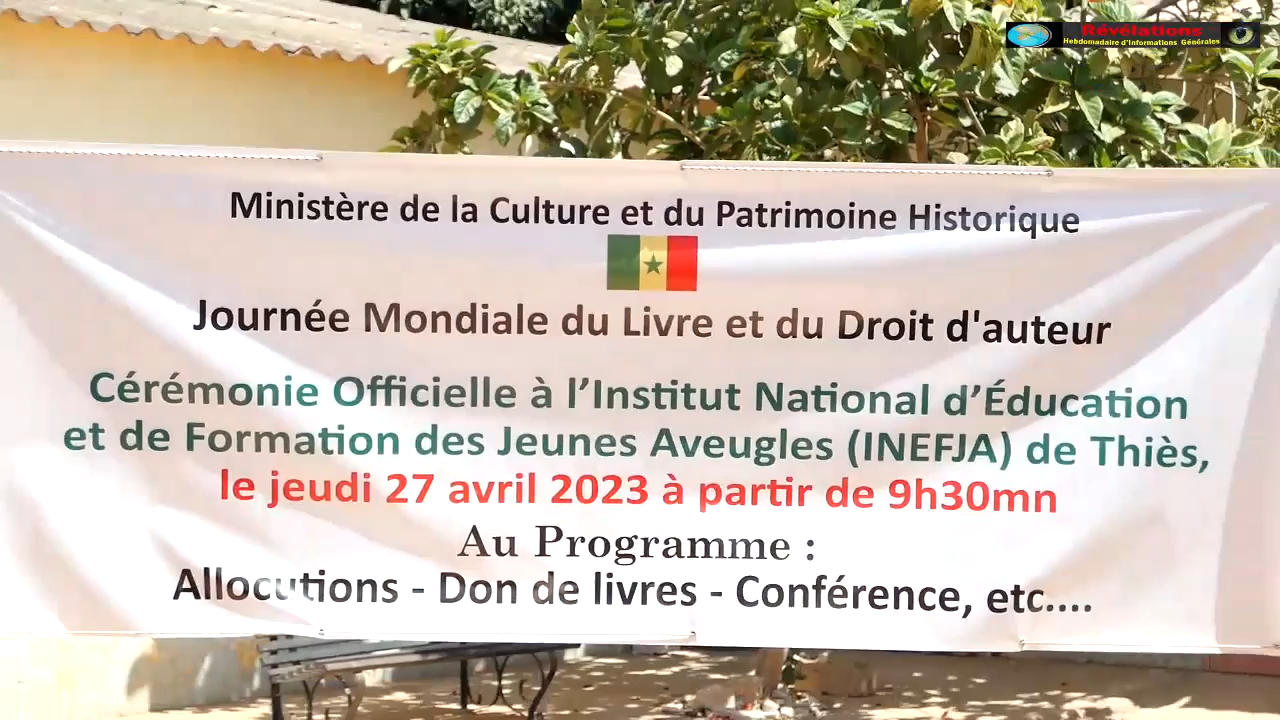 Révélations
Hebdomadaire d'Informations Générales
Ministère de la Culture et du Patrimoine Historique
Journée Mondiale du Livre et du Droit d'auteur
Cérémonie Officielle à l'Institut National d'Éducation
et de Formation des Jeunes Aveugles (INEFJA) de Thiès,
le jeudi 27 avril 2023 à partir de 9h30mn
Au Programme :
Allocutions - Don de livres - Conférence, etc....